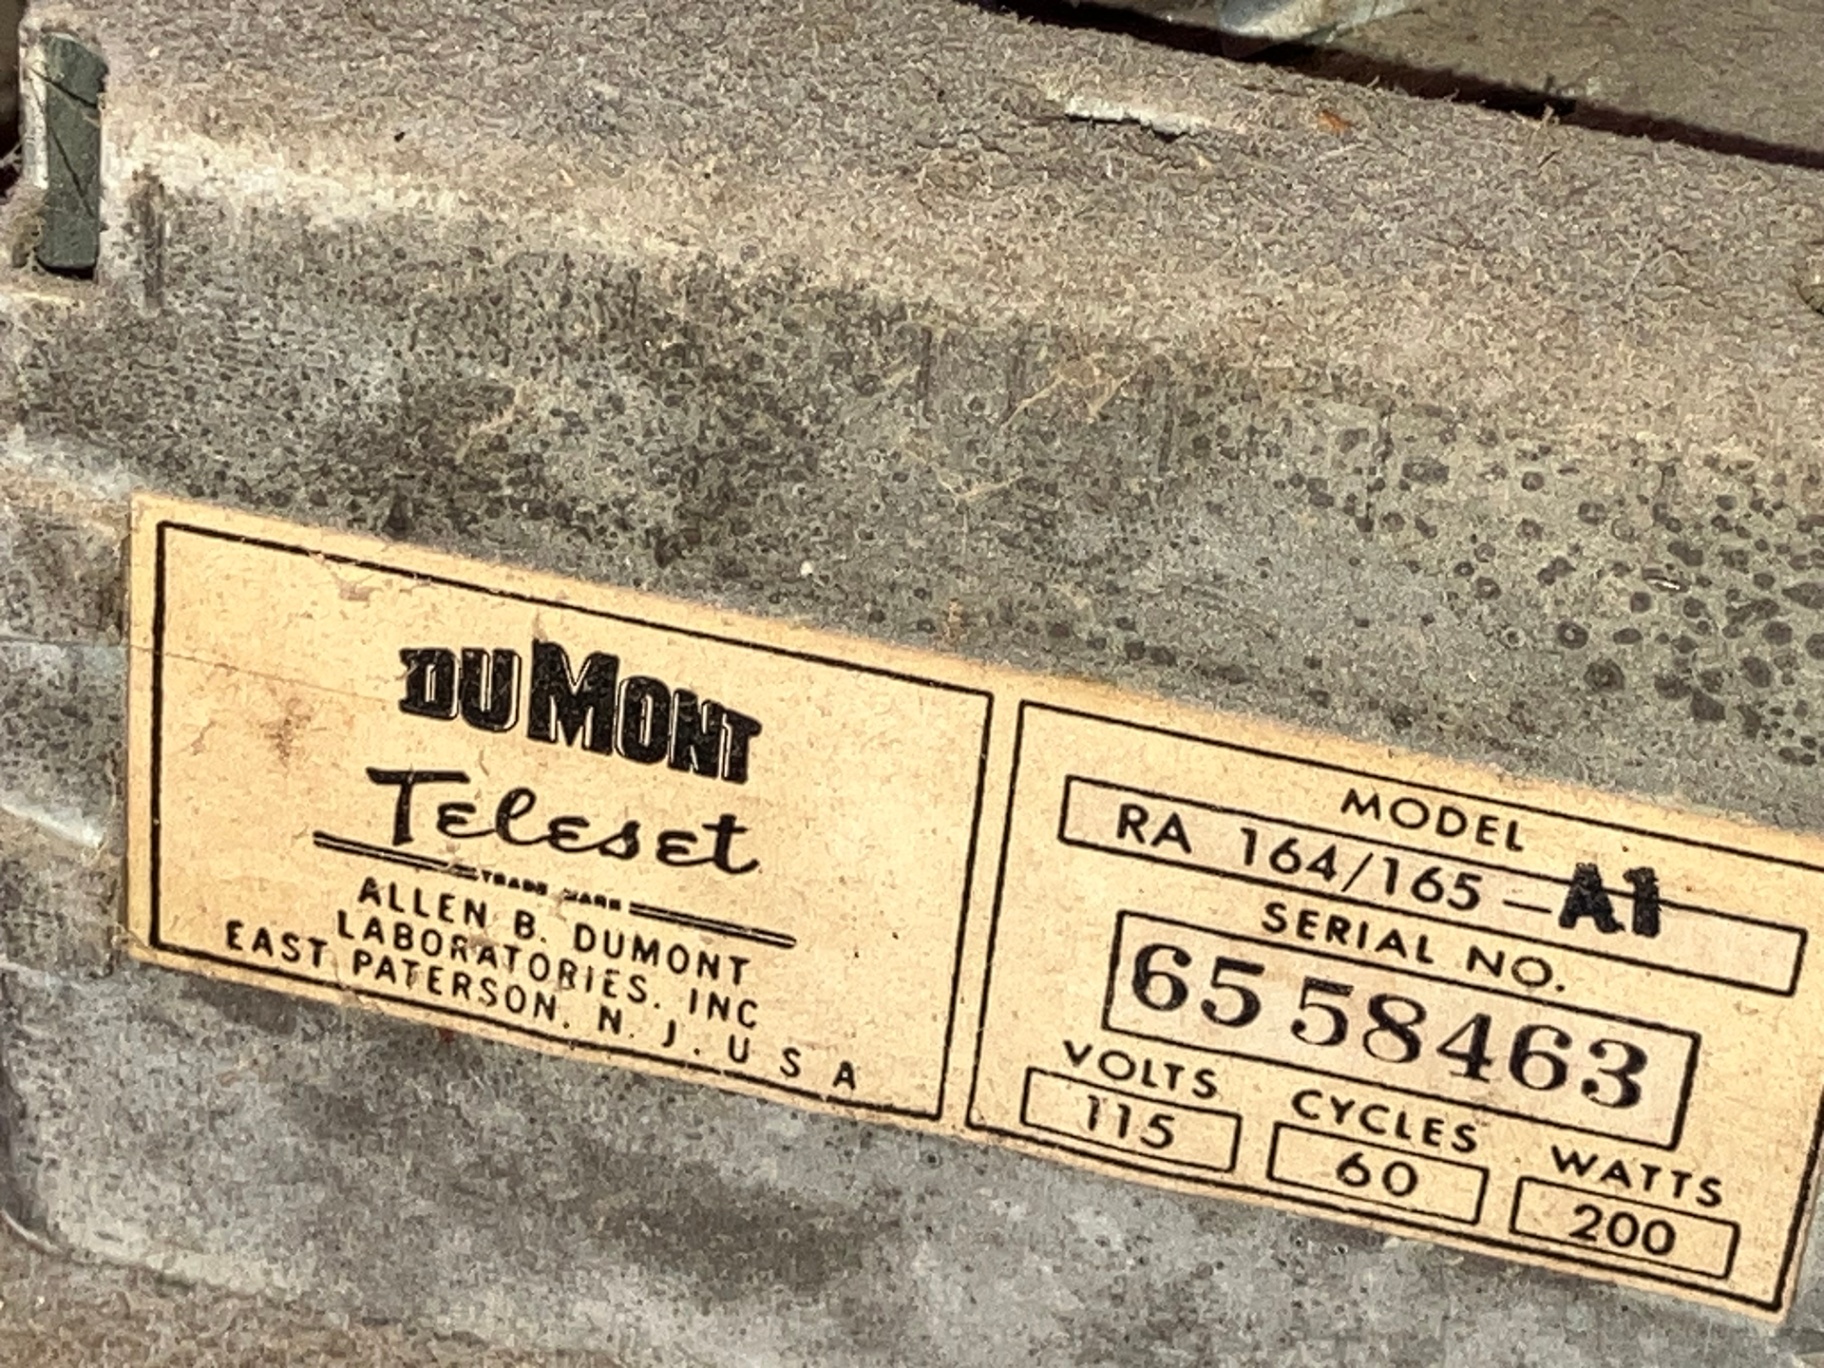 DUMONT
Teleset
TRADE MARK
ALLEN B. DUMONT
LABORATORIES. INC
EAST PATERSON. N. J. U S A
MODEL
RA 164/165 – A1
SERIAL NO.
65 58463
VOLTS CYCLES WATTS
115 60 200